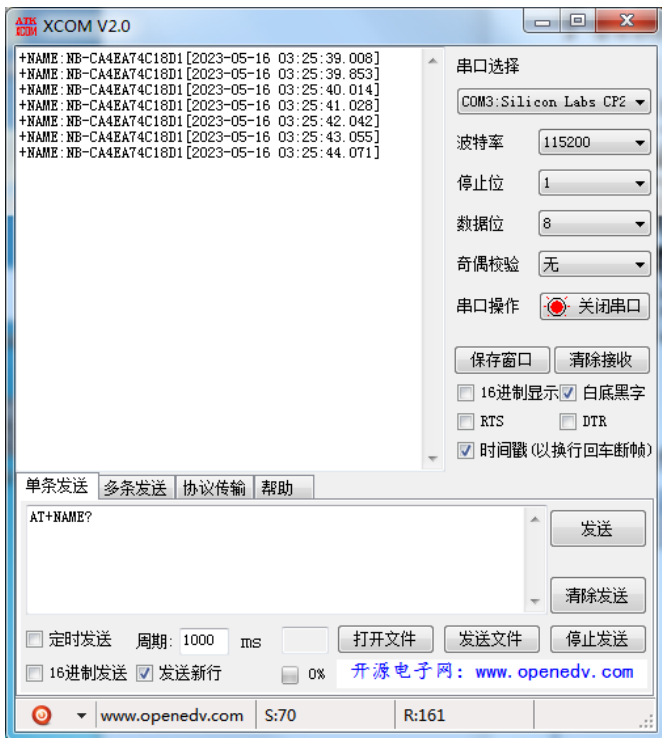 ATK
XCOM XCOM V2.0
+NAME:NB-CA4EA74C18D1[2023-05-16 03:25:39.008]
+NAME:NB-CA4EA74C18D1[2023-05-16 03:25:39.853]
+NAME:NB-CA4EA74C18D1[2023-05-16 03:25:40.014]
+NAME:NB-CA4EA74C18D1[2023-05-16 03:25:41.028]
+NAME:NB-CA4EA74C18D1[2023-05-16 03:25:42.042]
+NAME:NB-CA4EA74C18D1[2023-05-16 03:25:43.055]
+NAME:NB-CA4EA74C18D1[2023-05-16 03:25:44.071]
串口选择
COM3:Silicon Labs CP2
波特率 115200
停止位 1
数据位 8
奇偶校验 无
串口操作 关闭串口
保存窗口 清除接收
16进制显示 白底黑字
RTS DTR
时间戳(以换行回车断帧)
单条发送 多条发送 协议传输 帮助
AT+NAME?
发送
清除发送
定时发送 周期: 1000 ms 打开文件 发送文件 停止发送
16进制发送 发送新行 0% 开源电子网: www.openedv.com
www.openedv.com S:70 R:161